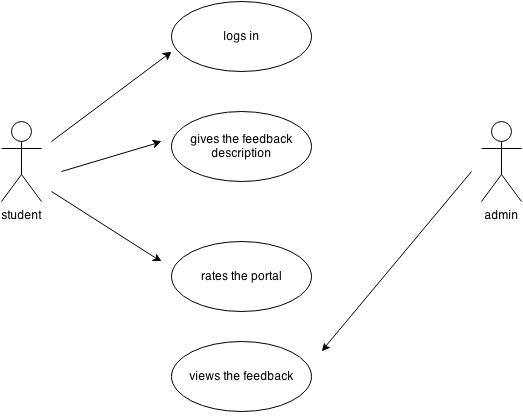 logs in
gives the feedback
description
student
admin
rates the portal
views the feedback